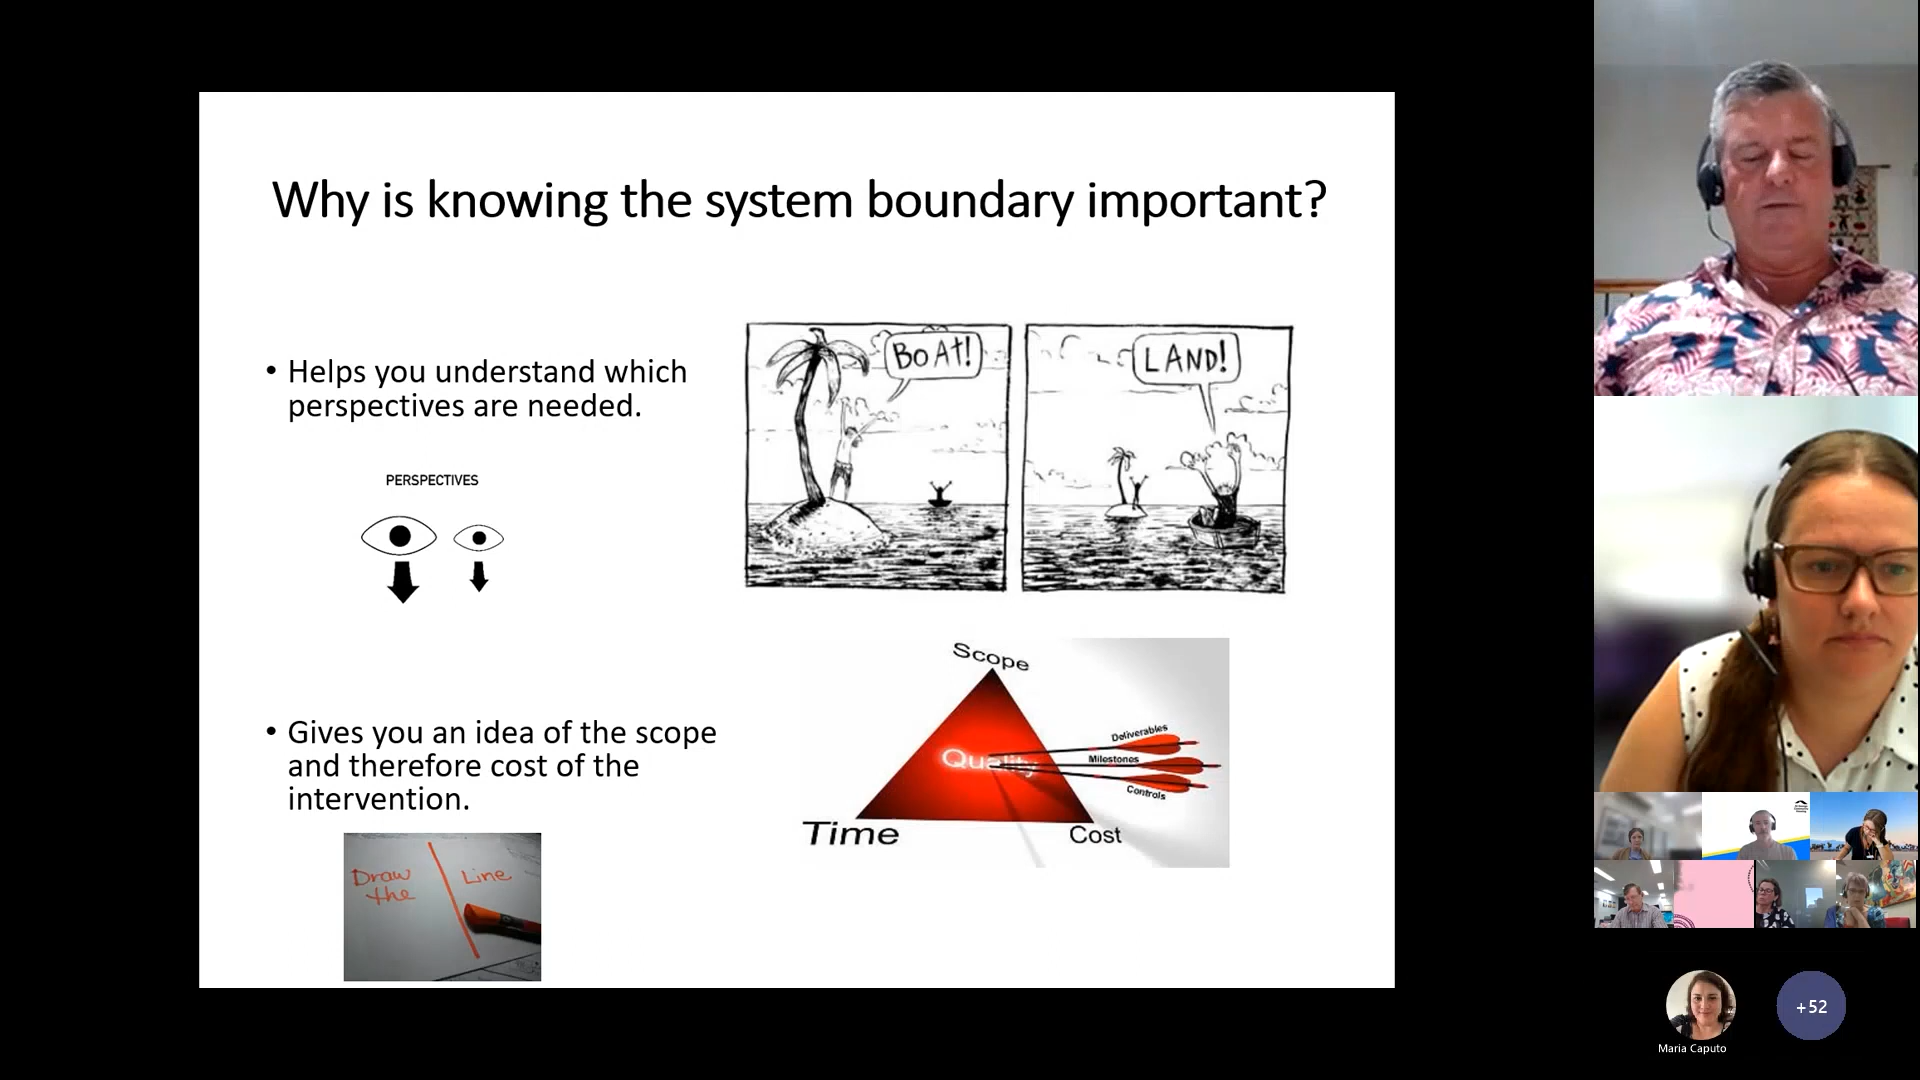 Why is knowing the system boundary important?
• Helps you understand which
perspectives are needed.
PERSPECTIVES
BOAt!
LAND!
• Gives you an idea of the scope
and therefore cost of the
intervention.
Draw
the
Line
Scope
Quality
Deliverables
Milestones
Controls
Time
Cost
Maria Caputo
+52